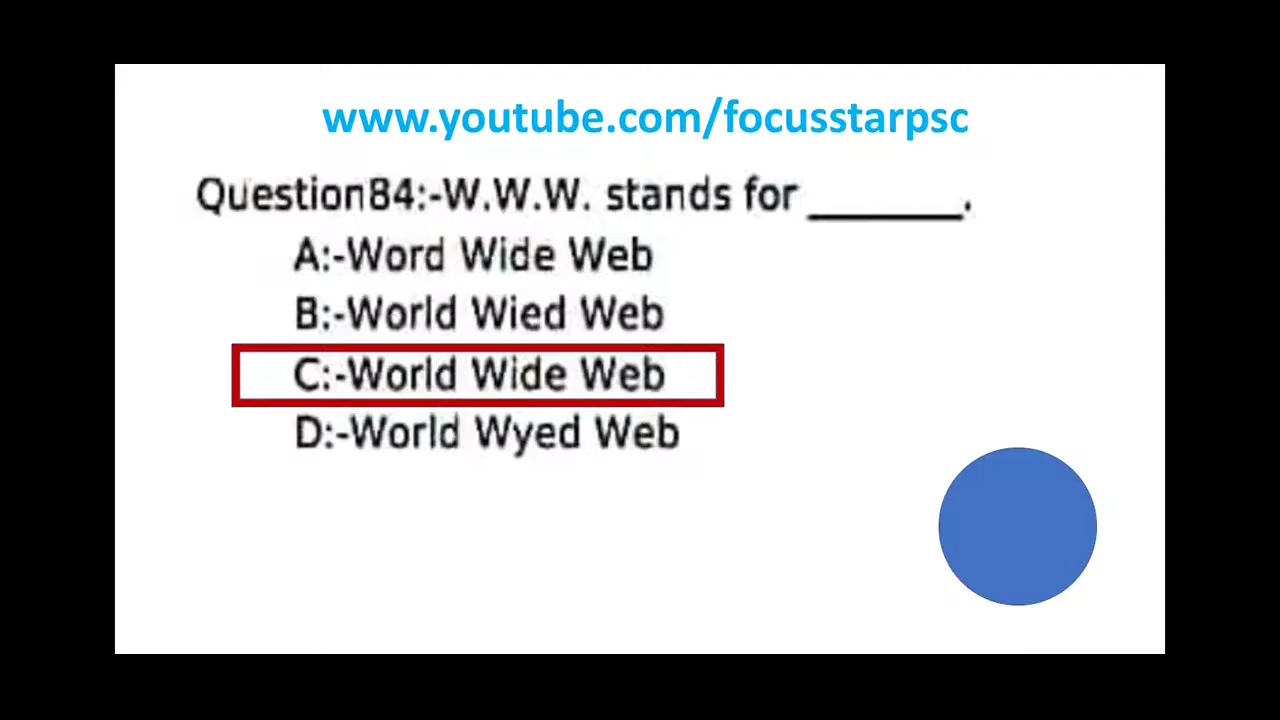 www.youtube.com/focusstarpsc
Question84:-W.W.W. stands for _______.
A:-Word Wide Web
B:-World Wied Web
C:-World Wide Web
D:-World Wyed Web